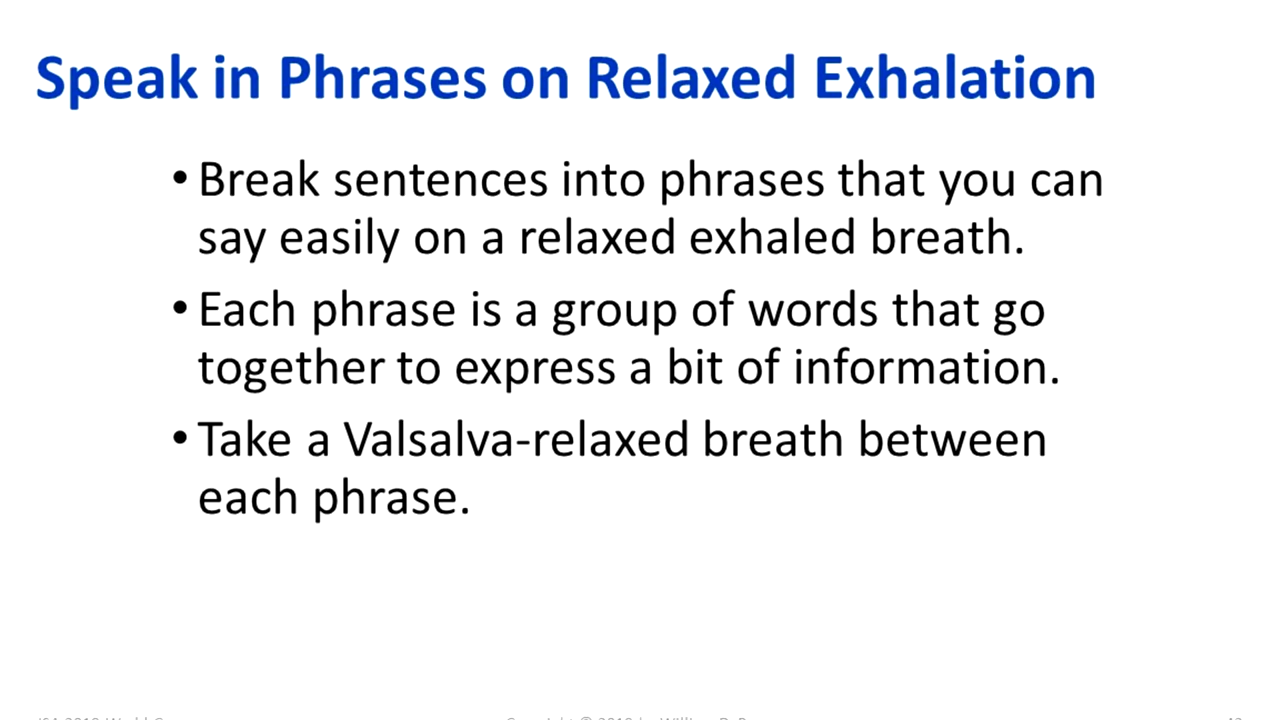 Speak in Phrases on Relaxed Exhalation
• Break sentences into phrases that you can
say easily on a relaxed exhaled breath.
• Each phrase is a group of words that go
together to express a bit of information.
• Take a Valsalva-relaxed breath between
each phrase.